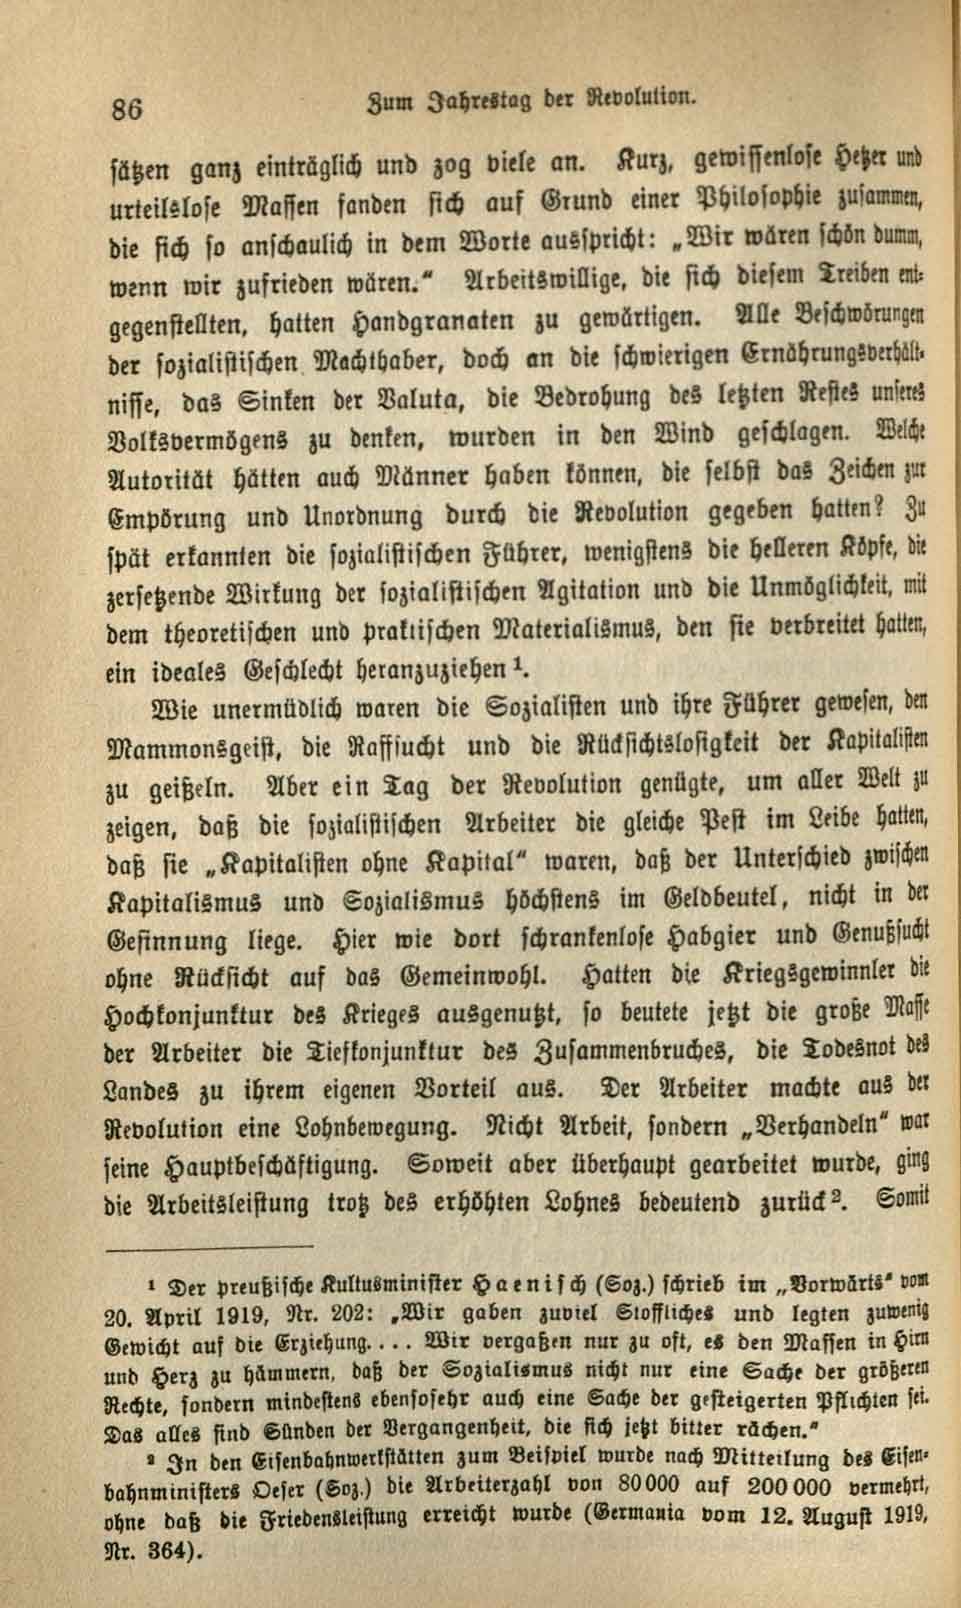 86
Zum Jahrestag der Revolution.
sätzen ganz einträglich und zog viele an. Kurz, gewissenlose Hetzer und
urteilslose Massen fanden sich auf Grund einer Philosophie zusammen,
die sich so anschaulich in dem Worte ausspricht: „Wir wären schön dumm,
wenn wir zufrieden wären.“ Arbeitswillige, die sich diesem Treiben ent-
gegenstellten, hatten Handgranaten zu gewärtigen. Alle Beschwörungen
der sozialistischen Machthaber, doch an die schwierigen Ernährungsverhält-
nisse, das Sinken der Valuta, die Bedrohung des letzten Restes unseres
Volksvermögens zu denken, wurden in den Wind geschlagen. Welche
Autorität hätten auch Männer haben können, die selbst das Zeichen zur
Empörung und Unordnung durch die Revolution gegeben hatten? Zu
spät erkannten die sozialistischen Führer, wenigstens die helleren Köpfe, die
zersetzende Wirkung der sozialistischen Agitation und die Unmöglichkeit, mit
dem theoretischen und praktischen Materialismus, den sie verbreitet hatten,
ein ideales Geschlecht heranzuziehen¹.
Wie unermüdlich waren die Sozialisten und ihre Führer gewesen, den
Mammonsgeist, die Raffsucht und die Rücksichtslosigkeit der Kapitalisten
zu geißeln. Aber ein Tag der Revolution genügte, um aller Welt zu
zeigen, daß die sozialistischen Arbeiter die gleiche Pest im Leibe hatten,
daß sie „Kapitalisten ohne Kapital“ waren, daß der Unterschied zwischen
Kapitalismus und Sozialismus höchstens im Geldbeutel, nicht in der
Gesinnung liege. Hier wie dort schrankenlose Habgier und Genußsucht
ohne Rücksicht auf das Gemeinwohl. Hatten die Kriegsgewinnler die
Hochkonjunktur des Krieges ausgenutzt, so beutete jetzt die große Masse
der Arbeiter die Tiefkonjunktur des Zusammenbruches, die Todesnot des
Landes zu ihrem eigenen Vorteil aus. Der Arbeiter machte aus der
Revolution eine Lohnbewegung. Nicht Arbeit, sondern „Verhandeln“ war
seine Hauptbeschäftigung. Soweit aber überhaupt gearbeitet wurde, ging
die Arbeitsleistung trotz des erhöhten Lohnes bedeutend zurück². Somit
¹ Der preußische Kultusminister Haenisch (Soz.) schrieb im „Vorwärts“ vom
20. April 1919, Nr. 202: „Wir gaben zuviel Stoffliches und legten zuwenig
Gewicht auf die Erziehung.... Wir vergaßen nur zu oft, es den Massen in Hirn
und Herz zu hämmern, daß der Sozialismus nicht nur eine Sache der größeren
Rechte, sondern mindestens ebensosehr auch eine Sache der gesteigerten Pflichten sei.
Das alles sind Sünden der Vergangenheit, die sich jetzt bitter rächen.“
² In den Eisenbahnwerkstätten zum Beispiel wurde nach Mitteilung des Eisen-
bahnministers Oeser (Soz.) die Arbeiterzahl von 80 000 auf 200 000 vermehrt,
ohne daß die Friedensleistung erreicht wurde (Germania vom 12. August 1919,
Nr. 364).